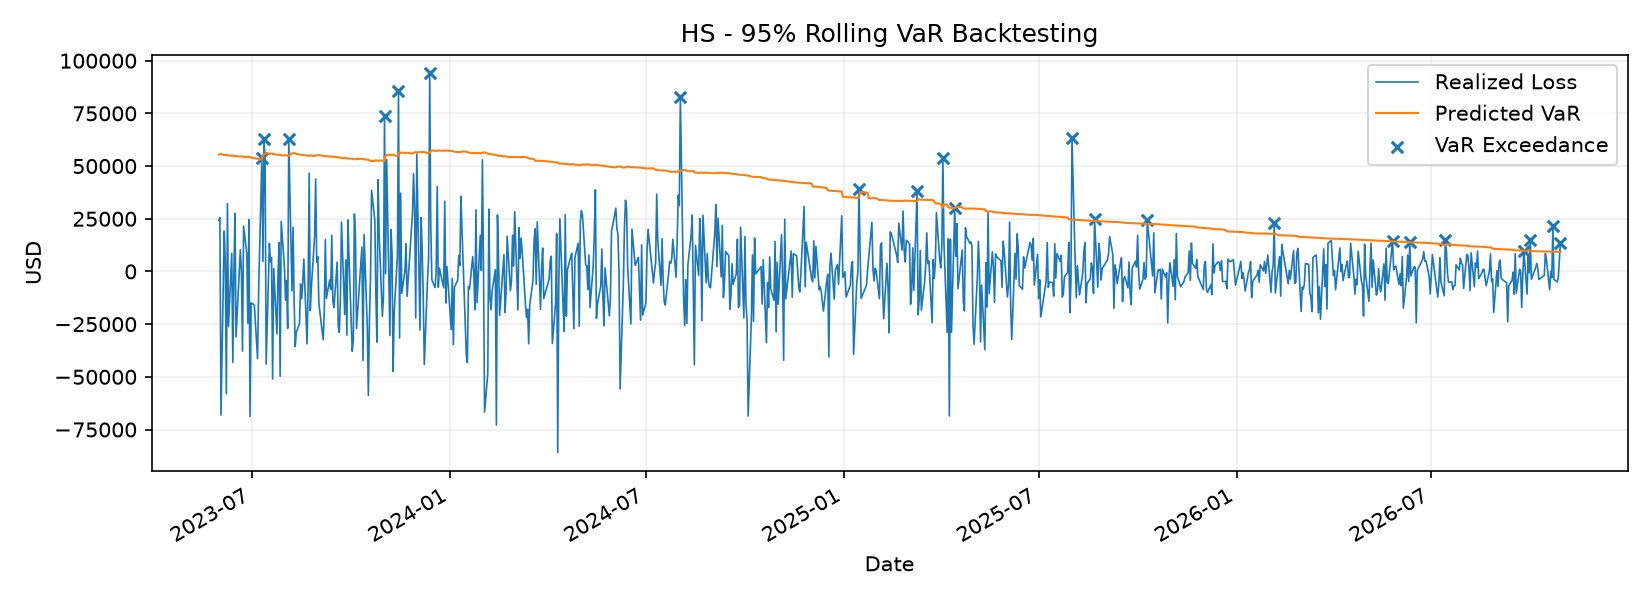 HS - 95% Rolling VaR Backtesting
100000
75000
50000
25000
0
−25000
−50000
−75000
USD
Realized Loss
Predicted VaR
VaR Exceedance
2023-07
2024-01
2024-07
2025-01
2025-07
2026-01
2026-07
Date